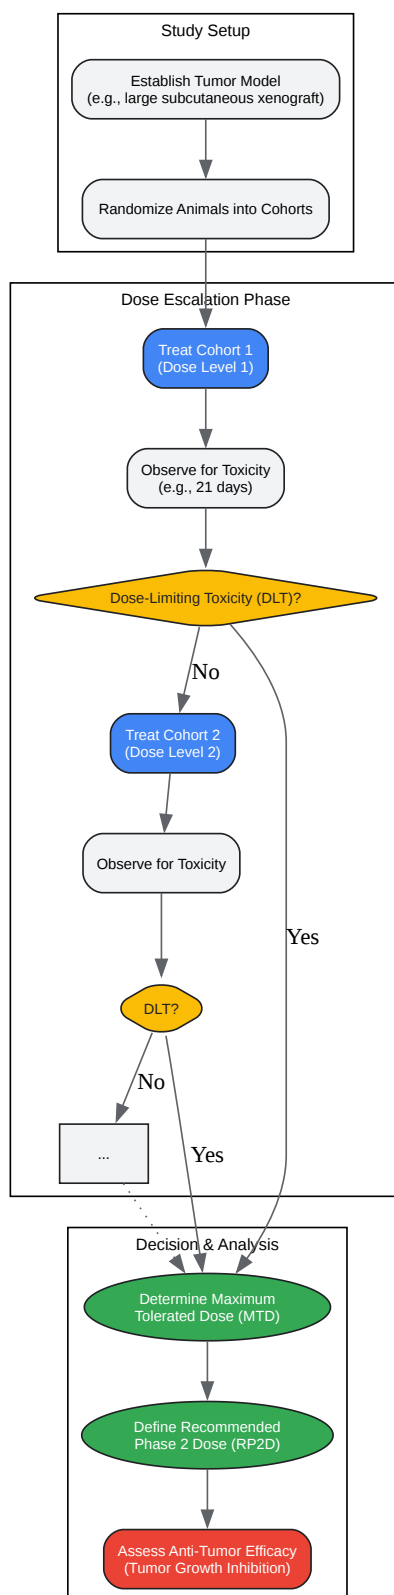 Study Setup
Establish Tumor Model
(e.g., large subcutaneous xenograft)
Randomize Animals into Cohorts
Dose Escalation Phase
Treat Cohort 1
(Dose Level 1)
Observe for Toxicity
(e.g., 21 days)
Dose-Limiting Toxicity (DLT)?
No
Treat Cohort 2
(Dose Level 2)
Observe for Toxicity
Yes
DLT?
No
...
Yes
Decision & Analysis
Determine Maximum
Tolerated Dose (MTD)
Define Recommended
Phase 2 Dose (RP2D)
Assess Anti-Tumor Efficacy
(Tumor Growth Inhibition)